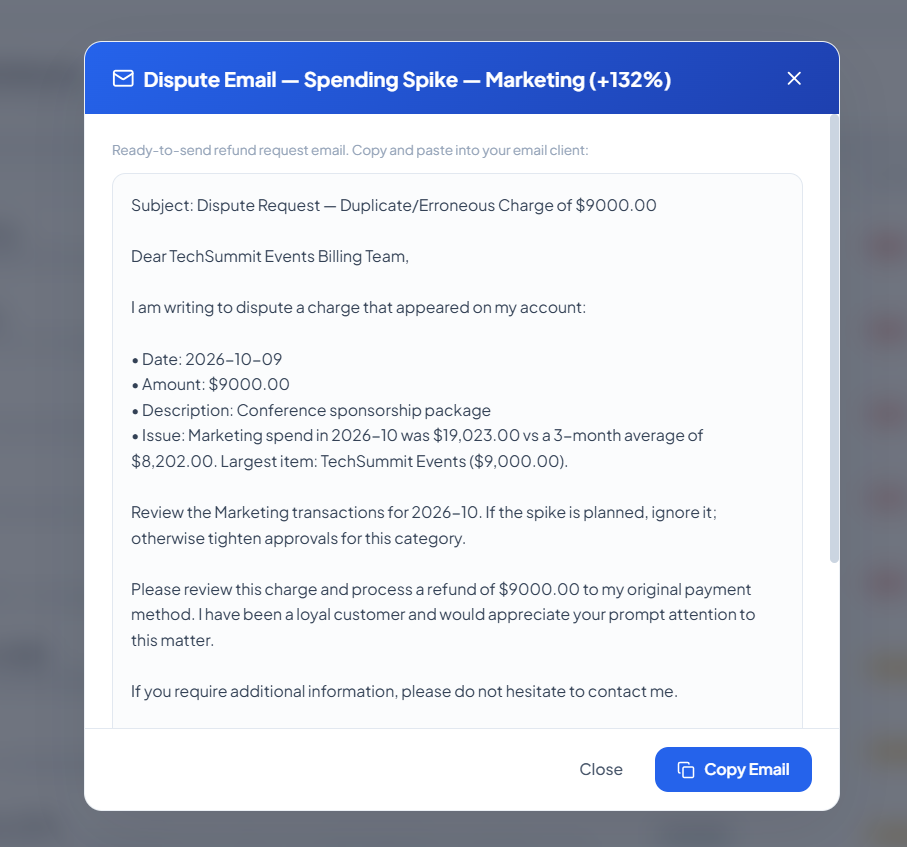 Dispute Email — Spending Spike — Marketing (+132%)
Ready-to-send refund request email. Copy and paste into your email client:
Subject: Dispute Request — Duplicate/Erroneous Charge of $9000.00
Dear TechSummit Events Billing Team,
I am writing to dispute a charge that appeared on my account:
• Date: 2026-10-09
• Amount: $9000.00
• Description: Conference sponsorship package
• Issue: Marketing spend in 2026-10 was $19,023.00 vs a 3-month average of
$8,202.00. Largest item: TechSummit Events ($9,000.00).
Review the Marketing transactions for 2026-10. If the spike is planned, ignore it;
otherwise tighten approvals for this category.
Please review this charge and process a refund of $9000.00 to my original payment
method. I have been a loyal customer and would appreciate your prompt attention to
this matter.
If you require additional information, please do not hesitate to contact me.
Close
Copy Email